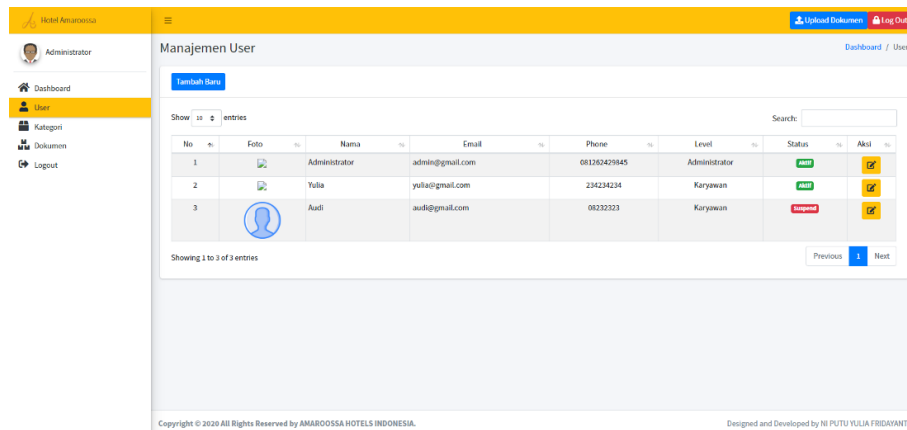 Hotel Amaroossa
Upload Dokumen Log Out
Administrator
Manajemen User
Dashboard / User
Dashboard
User
Kategori
Dokumen
Logout
Tambah Baru
Show 10 entries
Search:
No Foto Nama Email Phone Level Status Aksi
1 Administrator admin@gmail.com 081262429845 Administrator Aktif
2 Yulia yulia@gmail.com 234234234 Karyawan Aktif
3 Audi audi@gmail.com 08232323 Karyawan Suspend
Showing 1 to 3 of 3 entries
Previous 1 Next
Copyright © 2020 All Rights Reserved by AMAROOSSA HOTELS INDONESIA.
Designed and Developed by NI PUTU YULIA FRIDAYANT